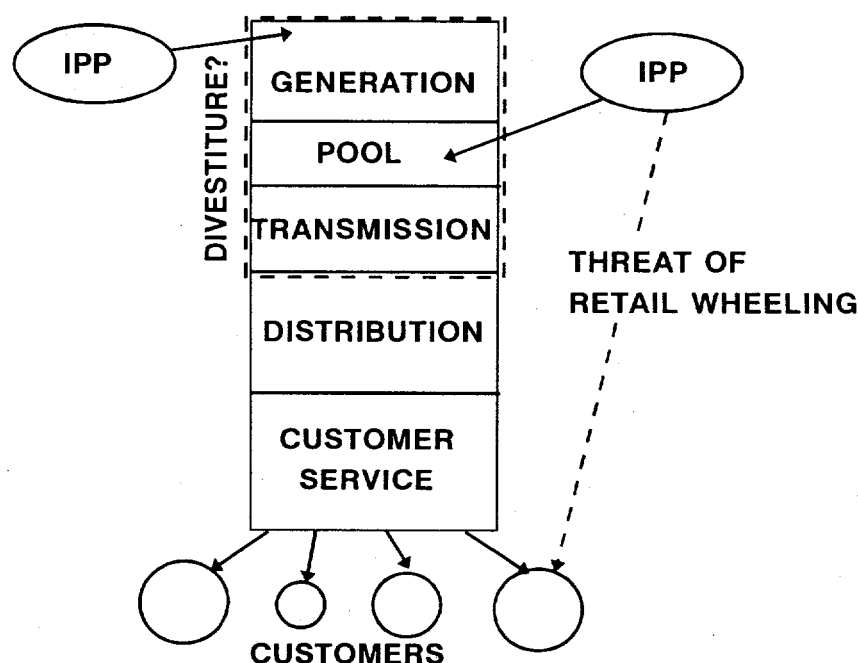 IPP
IPP
DIVESTITURE?
GENERATION
POOL
TRANSMISSION
THREAT OF
RETAIL WHEELING
DISTRIBUTION
CUSTOMER
SERVICE
CUSTOMERS